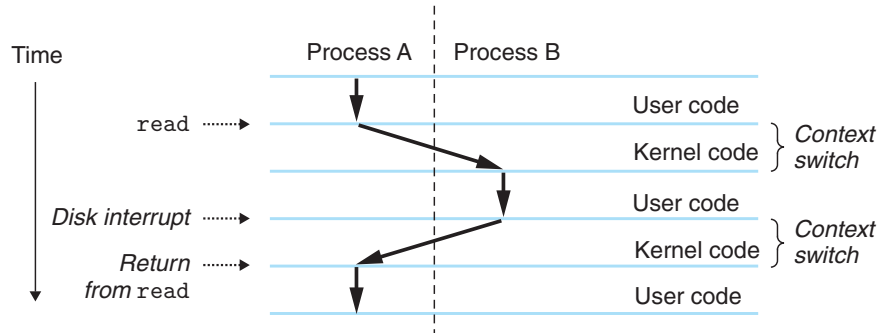 Time
Process A Process B
User code
read
Context
switch
Kernel code
User code
Disk interrupt
Context
switch
Kernel code
Return
from read
User code